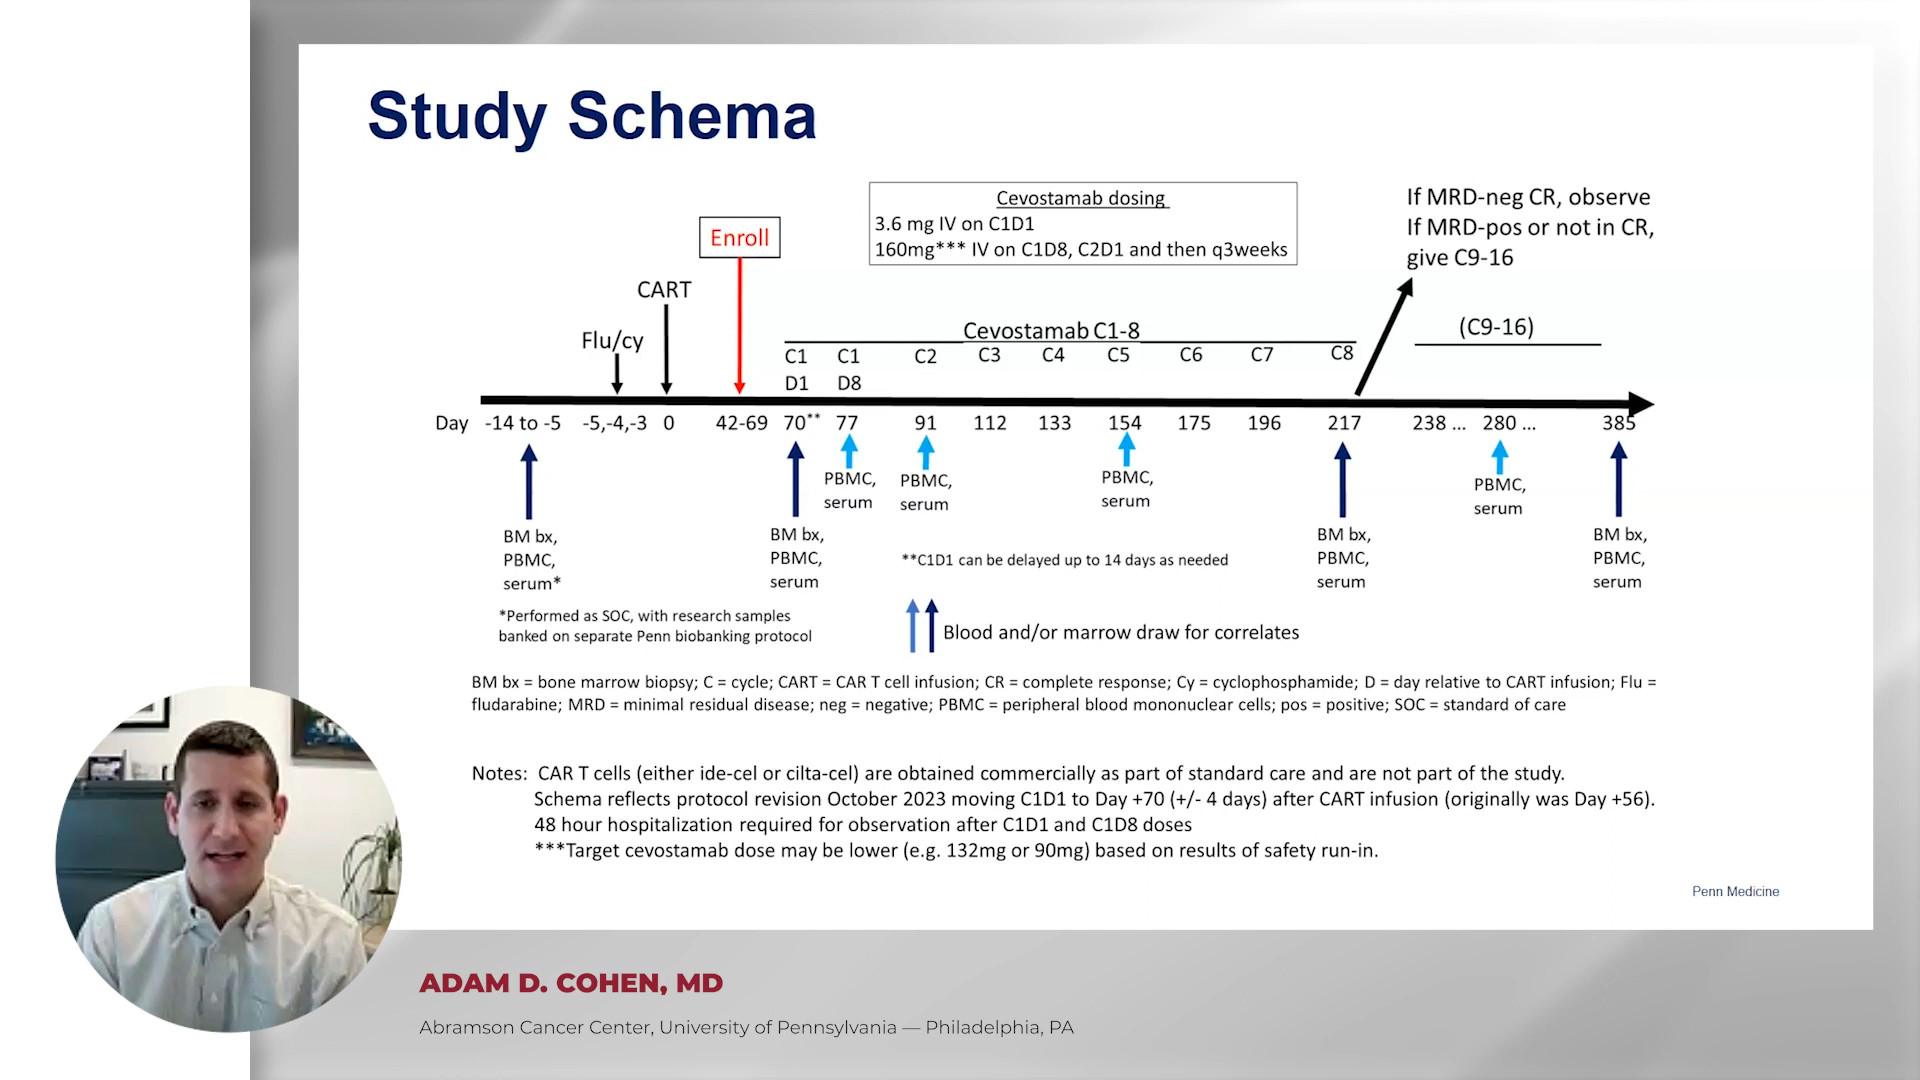 Study Schema
Cevostamab dosing
3.6 mg IV on C1D1
160mg*** IV on C1D8, C2D1 and then q3weeks
If MRD-neg CR, observe
If MRD-pos or not in CR,
give C9-16
Enroll
CART
Flu/cy
Cevostamab C1-8
(C9-16)
C1 C1 C2 C3 C4 C5 C6 C7 C8
D1 D8
Day -14 to -5 -5,-4,-3 0 42-69 70** 77 91 112 133 154 175 196 217 238 ... 280 ... 385
PBMC,
serum
PBMC,
serum
PBMC,
serum
PBMC,
serum
BM bx,
PBMC,
serum*
BM bx,
PBMC,
serum
BM bx,
PBMC,
serum
BM bx,
PBMC,
serum
**C1D1 can be delayed up to 14 days as needed
*Performed as SOC, with research samples
banked on separate Penn biobanking protocol
Blood and/or marrow draw for correlates
BM bx = bone marrow biopsy; C = cycle; CART = CAR T cell infusion; CR = complete response; Cy = cyclophosphamide; D = day relative to CART infusion; Flu =
fludarabine; MRD = minimal residual disease; neg = negative; PBMC = peripheral blood mononuclear cells; pos = positive; SOC = standard of care
Notes: CAR T cells (either ide-cel or cilta-cel) are obtained commercially as part of standard care and are not part of the study.
Schema reflects protocol revision October 2023 moving C1D1 to Day +70 (+/- 4 days) after CART infusion (originally was Day +56).
48 hour hospitalization required for observation after C1D1 and C1D8 doses
***Target cevostamab dose may be lower (e.g. 132mg or 90mg) based on results of safety run-in.
Penn Medicine
ADAM D. COHEN, MD
Abramson Cancer Center, University of Pennsylvania — Philadelphia, PA